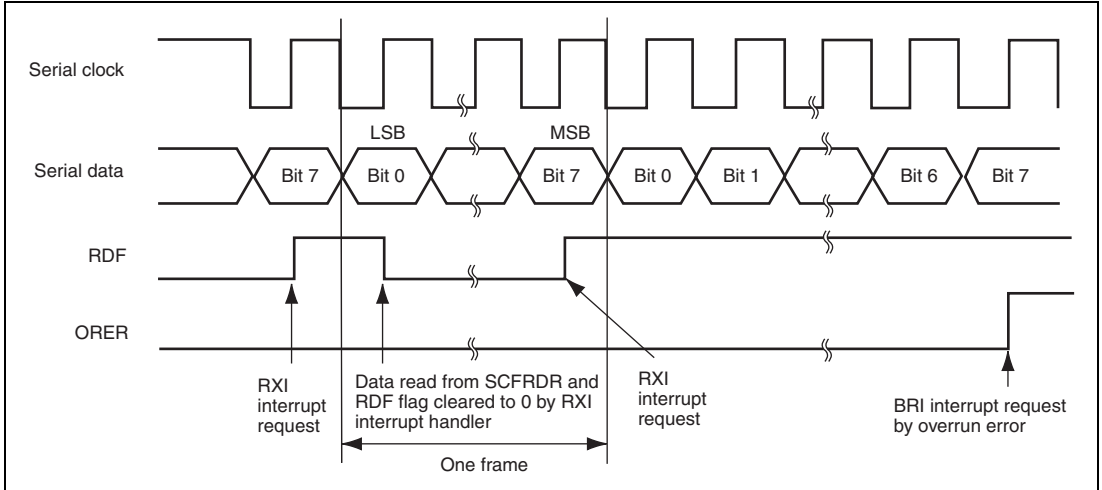 Serial clock
LSB
MSB
Serial data
Bit 7
Bit 0
Bit 7
Bit 0
Bit 1
Bit 6
Bit 7
RDF
ORER
RXI
interrupt
request
Data read from SCFRDR and
RDF flag cleared to 0 by RXI
interrupt handler
RXI
interrupt
request
BRI interrupt request
by overrun error
One frame